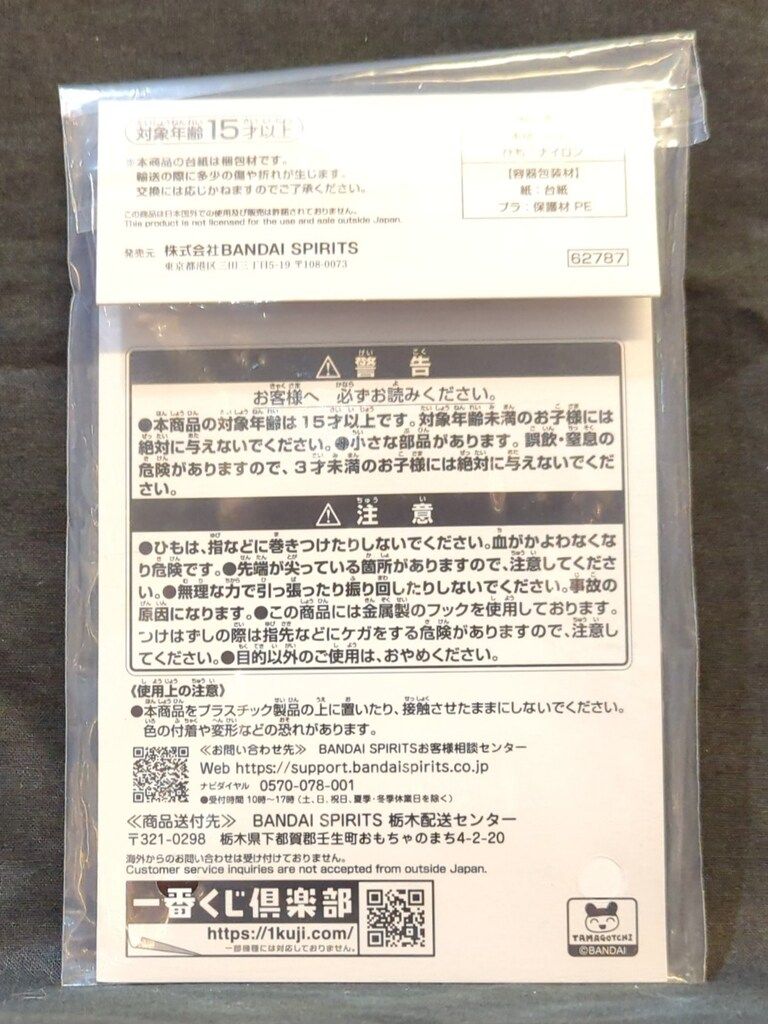 対象年齢15才以上
※本商品の台紙は梱包材です。
輸送の際に多少の傷や折れが生じます。
交換には応じかねますのでご了承ください。
この商品は日本国外での使用及び販売は許諾されておりません。
This product is not licensed for the use and sale outside Japan.
発売元 株式会社BANDAI SPIRITS
東京都港区三田三丁目5-19 〒108-0073
ひも：ナイロン
【容器包装材】
紙：台紙
プラ：保護材 PE
62787
⚠ 警告
お客様へ 必ずお読みください。
●本商品の対象年齢は15才以上です。対象年齢未満のお子様には
絶対に与えないでください。●小さな部品があります。誤飲・窒息の
危険がありますので、3才未満のお子様には絶対に与えないでくだ
さい。
⚠ 注意
●ひもは、指などに巻きつけたりしないでください。血がかよわなくな
り危険です。●先端が尖っている箇所がありますので、注意してくださ
い。●無理な力で引っ張ったり振り回したりしないでください。事故の
原因になります。●この商品には金属製のフックを使用しております。
つけはずしの際は指先などにケガをする危険がありますので、注意し
てください。●目的以外のご使用は、おやめください。
《使用上の注意》
●本商品をプラスチック製品の上に置いたり、接触させたままにしないでください。
色の付着や変形などの恐れがあります。
≪お問い合わせ先≫ BANDAI SPIRITSお客様相談センター
Web https://support.bandaispirits.co.jp
ナビダイヤル 0570-078-001
●受付時間 10時～17時（土、日、祝日、夏季・冬季休業日を除く）
≪商品送付先≫ BANDAI SPIRITS 栃木配送センター
〒321-0298 栃木県下都賀郡壬生町おもちゃのまち4-2-20
海外からのお問い合わせは受け付けておりません。
Customer service inquiries are not accepted from outside Japan.
一番くじ倶楽部
https://1kuji.com/
一部機種には対応しておりません。
TAMAGOTCHI
©BANDAI